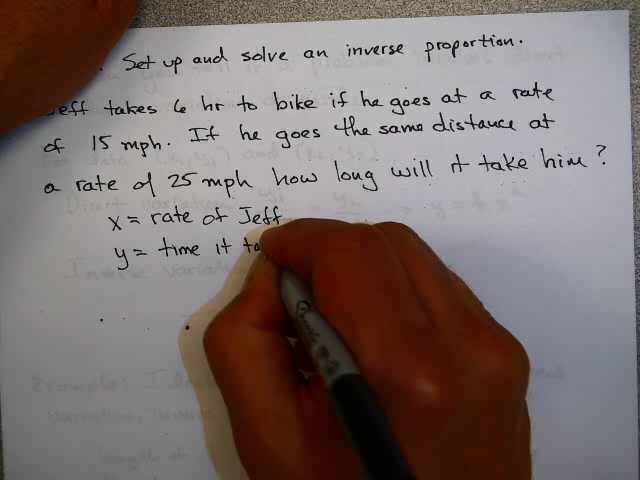 . Set up and solve an inverse proportion.
Jeff takes 6 hr to bike if he goes at a rate
of 15 mph. If he goes the same distance at
a rate of 25 mph how long will it take him?
x = rate of Jeff
y = time it ta